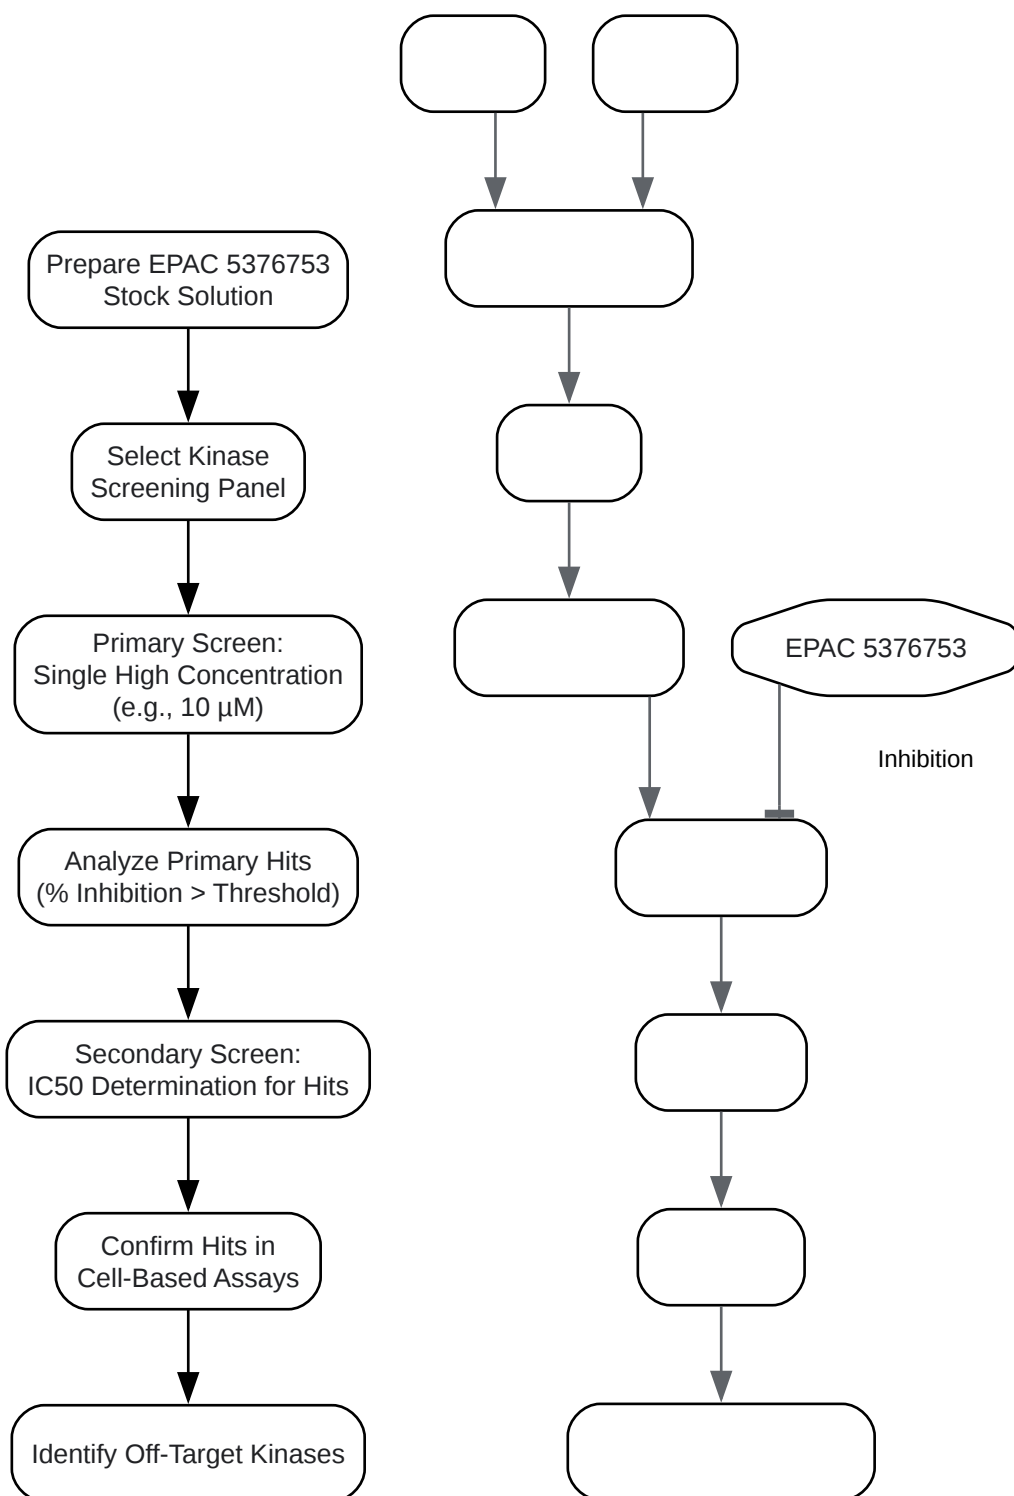 Prepare EPAC 5376753
Stock Solution
Select Kinase
Screening Panel
Primary Screen:
Single High Concentration
(e.g., 10 µM)
Analyze Primary Hits
(% Inhibition > Threshold)
Secondary Screen:
IC50 Determination for Hits
Confirm Hits in
Cell-Based Assays
Identify Off-Target Kinases
EPAC 5376753
Inhibition